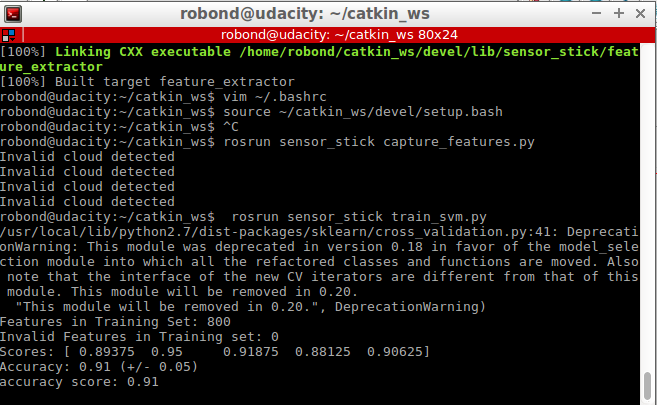 robond@udacity: ~/catkin_ws
robond@udacity: ~/catkin_ws 80x24
[100%] Linking CXX executable /home/robond/catkin_ws/devel/lib/sensor_stick/feat
ure_extractor
[100%] Built target feature_extractor
robond@udacity:~/catkin_ws$ vim ~/.bashrc
robond@udacity:~/catkin_ws$ source ~/catkin_ws/devel/setup.bash
robond@udacity:~/catkin_ws$ ^C
robond@udacity:~/catkin_ws$ rosrun sensor_stick capture_features.py
Invalid cloud detected
Invalid cloud detected
Invalid cloud detected
Invalid cloud detected
robond@udacity:~/catkin_ws$  rosrun sensor_stick train_svm.py
/usr/local/lib/python2.7/dist-packages/sklearn/cross_validation.py:41: Deprecati
onWarning: This module was deprecated in version 0.18 in favor of the model_sele
ction module into which all the refactored classes and functions are moved. Also
 note that the interface of the new CV iterators are different from that of this
 module. This module will be removed in 0.20.
  "This module will be removed in 0.20.", DeprecationWarning)
Features in Training Set: 800
Invalid Features in Training set: 0
Scores: [ 0.89375  0.95     0.91875  0.88125  0.90625]
Accuracy: 0.91 (+/- 0.05)
accuracy score: 0.91